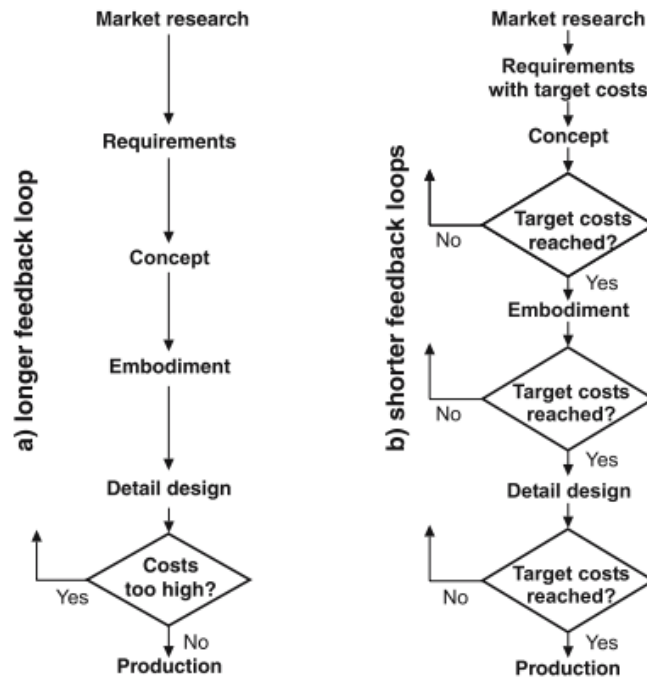 a) longer feedback loop
Market research
Requirements
Concept
Embodiment
Detail design
Costs
too high?
Yes
No
Production
b) shorter feedback loops
Market research
Requirements
with target costs
Concept
Target costs
reached?
No
Yes
Embodiment
Target costs
reached?
No
Yes
Detail design
Target costs
reached?
No
Yes
Production